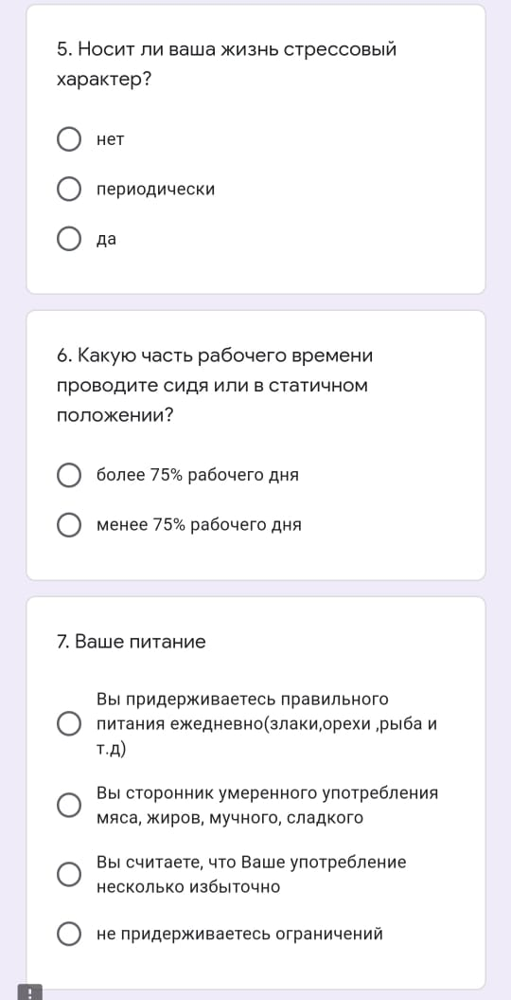 5. Носит ли ваша жизнь стрессовый
характер?
нет
периодически
да
6. Какую часть рабочего времени
проводите сидя или в статичном
положении?
более 75% рабочего дня
менее 75% рабочего дня
7. Ваше питание
Вы придерживаетесь правильного
питания ежедневно(злаки,орехи ,рыба и
т.д)
Вы сторонник умеренного употребления
мяса, жиров, мучного, сладкого
Вы считаете, что Ваше употребление
несколько избыточно
не придерживаетесь ограничений